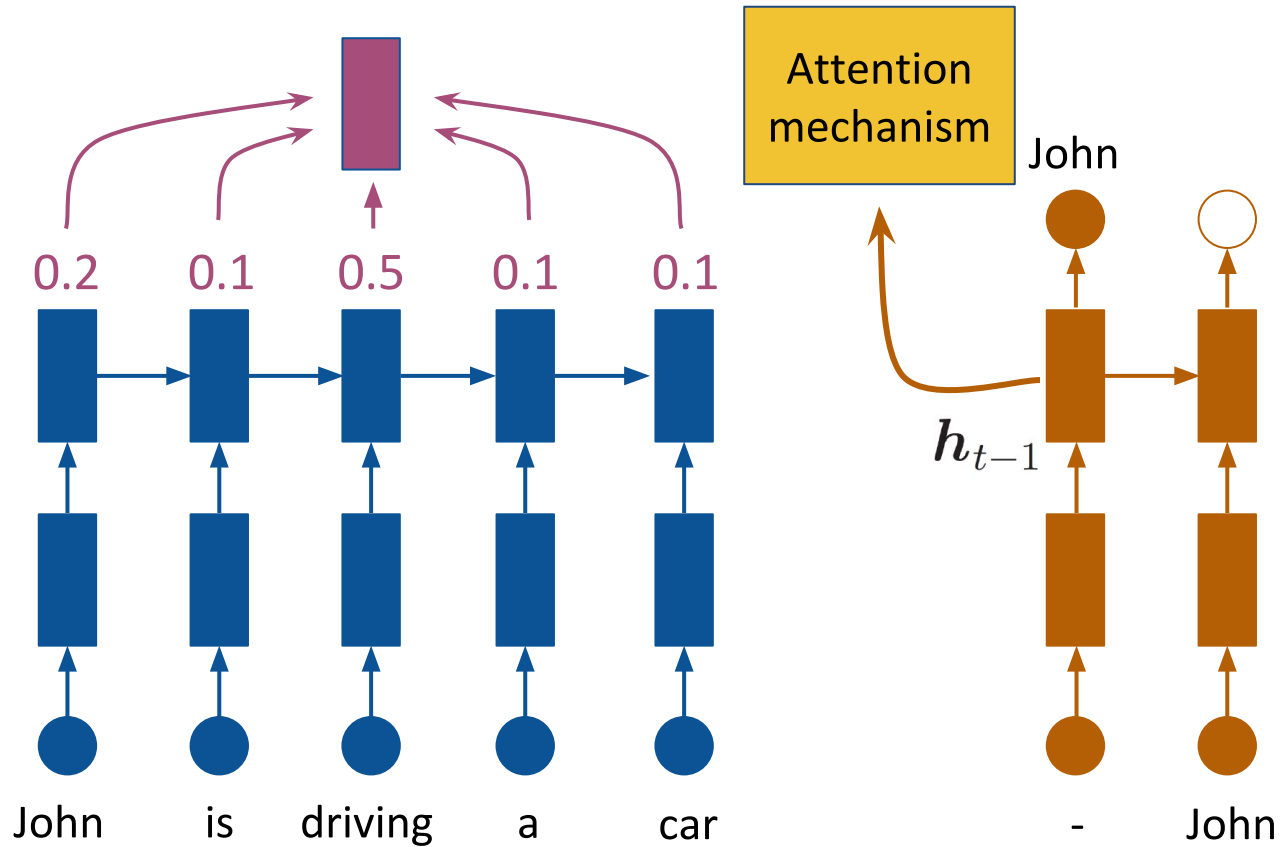 Attention
mechanism
John
0.2 0.1 0.5 0.1 0.1
h_{t-1}
John is driving a car - John